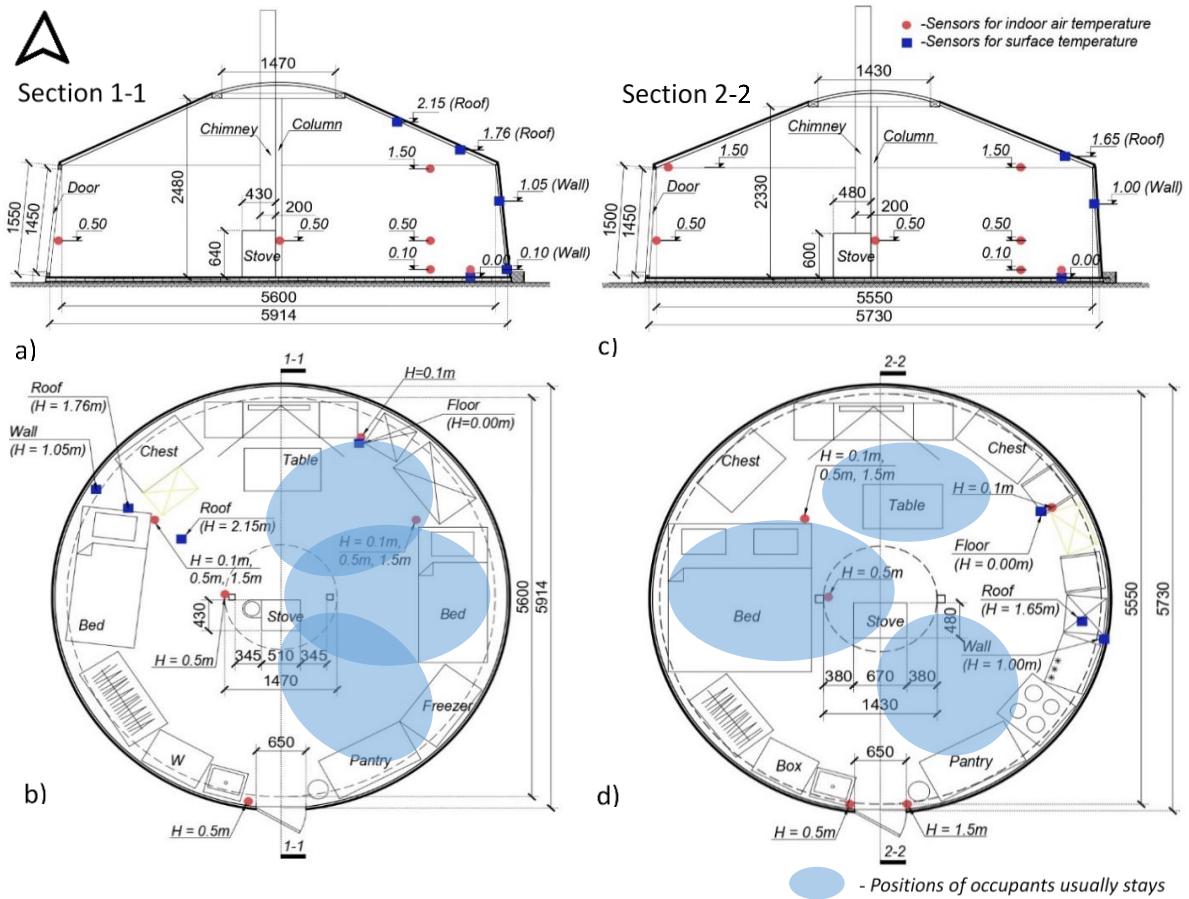 -Sensors for indoor air temperature
-Sensors for surface temperature
Section 1-1
1470
2.15 (Roof)
1.76 (Roof)
Chimney
Column
1.50
1.05 (Wall)
Door
2480
1550
1450
430
200
0.50
0.50
0.50
640
Stove
0.10
0.00
0.10 (Wall)
5600
5914
a)
Section 2-2
1430
1.65 (Roof)
Chimney
Column
1.50
1.50
1.00 (Wall)
Door
2330
1500
1450
480
200
0.50
0.50
0.50
600
Stove
0.10
0.00
5550
5730
c)
1-1
Roof
(H = 1.76m)
H=0.1m
Floor
(H=0.00m)
Wall
(H = 1.05m)
Chest
Table
Roof
(H = 2.15m)
H = 0.1m,
0.5m, 1.5m
H = 0.1m,
0.5m, 1.5m
Bed
Bed
430
Stove
H = 0.5m
345
510
345
1470
5600
5914
Freezer
650
W
Pantry
b)
H = 0.5m
1-1
2-2
Chest
Chest
H = 0.1m,
0.5m, 1.5m
H = 0.1m
Table
Floor
(H = 0.00m)
H = 0.5m
Roof
(H = 1.65m)
Bed
Stove
480
Wall
(H = 1.00m)
380
670
380
1430
5550
5730
650
Box
Pantry
d)
H = 0.5m
H = 1.5m
2-2
- Positions of occupants usually stays